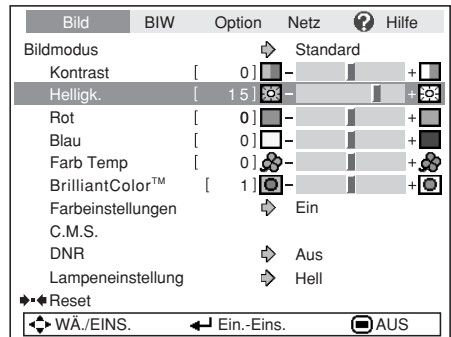 Bild BIW Option Netz ? Hilfe
Bildmodus Standard
Kontrast [ 0 ] - +
Helligk. [ 15 ] - +
Rot [ 0 ] - +
Blau [ 0 ] - +
Farb Temp [ 0 ] - +
BrilliantColor™ [ 1 ] - +
Farbeinstellungen Ein
C.M.S.
DNR Aus
Lampeneinstellung Hell
Reset
WÄ./EINS. Ein.-Eins. AUS